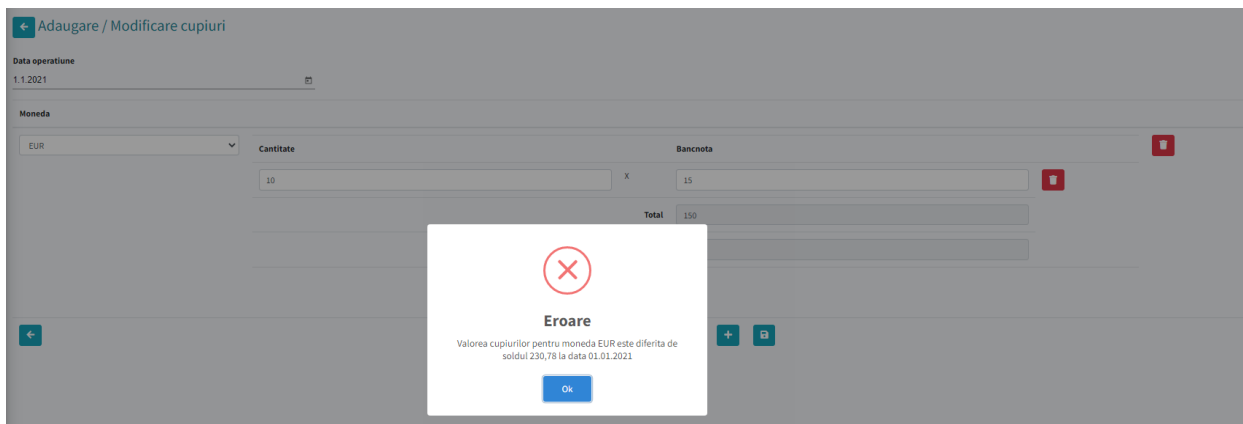 Adaugare / Modificare cupiuri
Data operatiune
1.1.2021
Moneda
EUR
Cantitate
Bancnota
10
X
15
Total
150
Eroare
Valorea cupiurilor pentru moneda EUR este diferita de
soldul 230,78 la data 01.01.2021
Ok